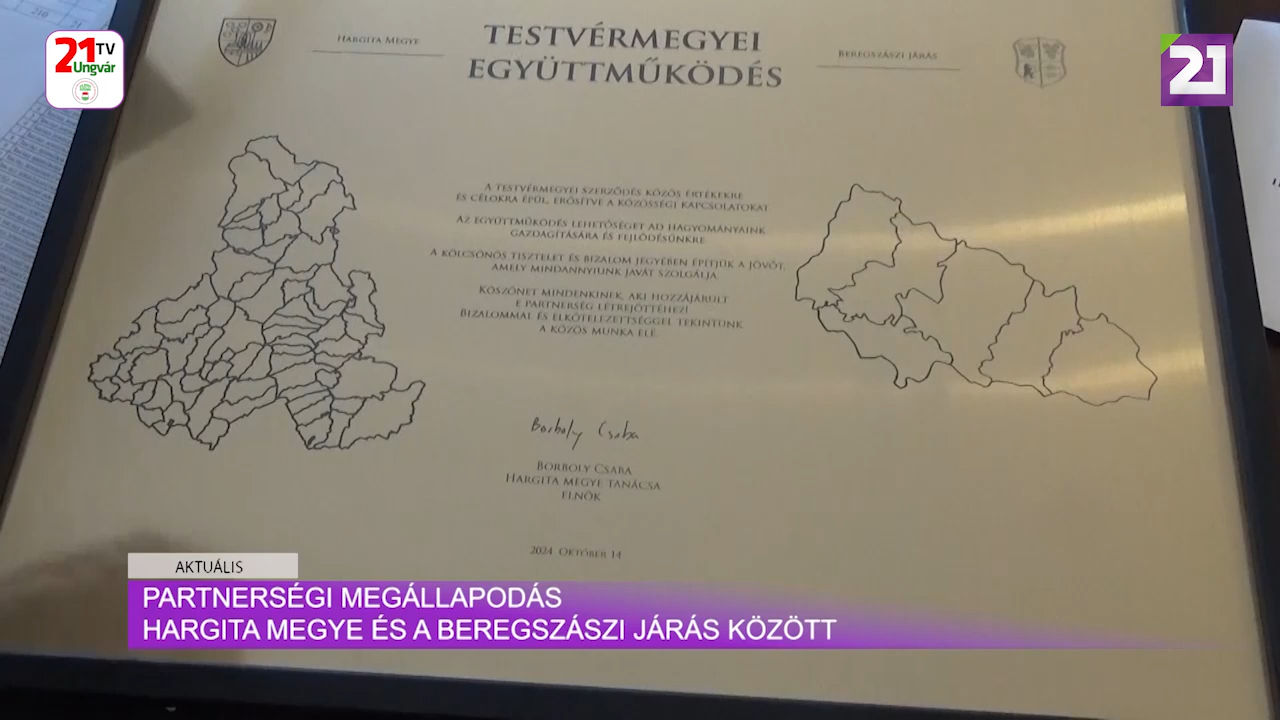 21 TV
Ungvár
21
HARGITA MEGYE
TESTVÉRMEGYEI
EGYÜTTMŰKÖDÉS
BEREGSZÁSZI JÁRÁS
A TESTVÉRMEGYEI SZERZŐDÉS KÖZÖS ÉRTÉKEKRE
ÉS CÉLOKRA ÉPÜL, ERŐSÍTVE A KÖZÖSSÉGI KAPCSOLATOKAT
AZ EGYÜTTMŰKÖDÉS LEHETŐSÉGET AD HAGYOMÁNYAINK
GAZDAGÍTÁSÁRA ÉS FEJLŐDÉSÜNKRE
A KÖLCSÖNÖS TISZTELET ÉS BIZALOM JEGYÉBEN ÉPÍTJÜK A JÖVŐT,
AMELY MINDANNYIUNK JAVÁT SZOLGÁLJA
KÖSZÖNET MINDENKINEK, AKI HOZZÁJÁRULT
E PARTNERSÉG LÉTREJÖTTÉHEZ!
BIZALOMMAL ÉS ELKÖTELEZETTSÉGGEL TEKINTÜNK
A KÖZÖS MUNKA ELÉ.
Borboly Csaba
BORBOLY CSABA
HARGITA MEGYE TANÁCSA
ELNÖK
2024 OKTÓBER 14
AKTUÁLIS
PARTNERSÉGI MEGÁLLAPODÁS
HARGITA MEGYE ÉS A BEREGSZÁSZI JÁRÁS KÖZÖTT